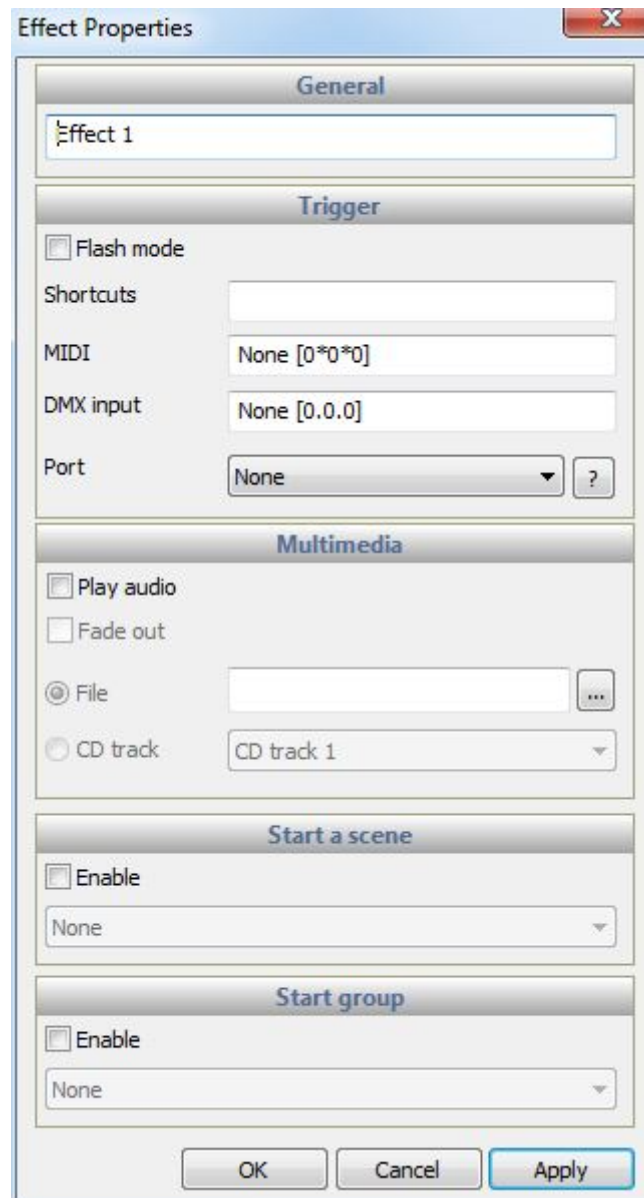 Effect Properties
General
Effect 1
Trigger
Flash mode
Shortcuts
MIDI None [0*0*0]
DMX input None [0.0.0]
Port None ?
Multimedia
Play audio
Fade out
File ...
CD track CD track 1
Start a scene
Enable
None
Start group
Enable
None
OK Cancel Apply